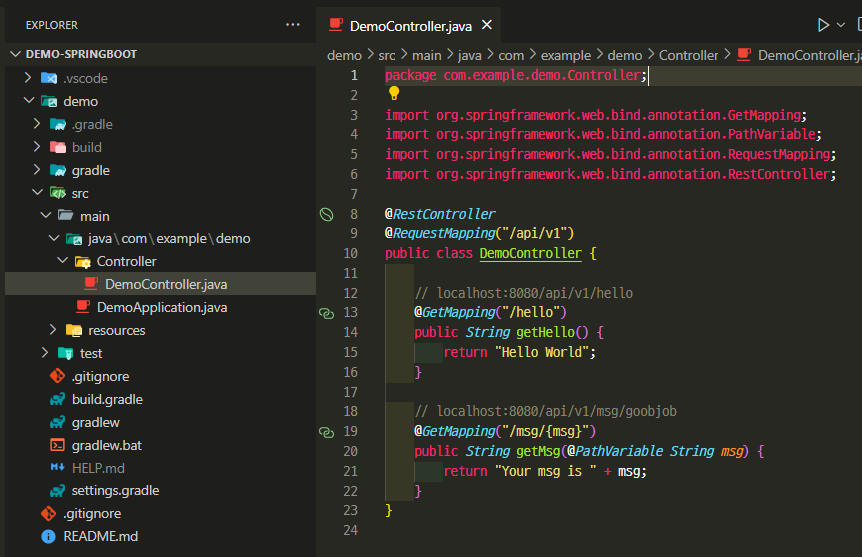 EXPLORER
DEMO-SPRINGBOOT
.vscode
demo
.gradle
build
gradle
src
main
java\com\example\demo
Controller
DemoController.java
DemoApplication.java
resources
test
.gitignore
build.gradle
gradlew
gradlew.bat
HELP.md
settings.gradle
.gitignore
README.md
DemoController.java
demo > src > main > java > com > example > demo > Controller > DemoController.ja
1 package com.example.demo.Controller;
2
3 import org.springframework.web.bind.annotation.GetMapping;
4 import org.springframework.web.bind.annotation.PathVariable;
5 import org.springframework.web.bind.annotation.RequestMapping;
6 import org.springframework.web.bind.annotation.RestController;
7
8 @RestController
9 @RequestMapping("/api/v1")
10 public class DemoController {
11
12 // localhost:8080/api/v1/hello
13 @GetMapping("/hello")
14 public String getHello() {
15 return "Hello World";
16 }
17
18 // localhost:8080/api/v1/msg/goobjob
19 @GetMapping("/msg/{msg}")
20 public String getMsg(@PathVariable String msg) {
21 return "Your msg is " + msg;
22 }
23 }
24